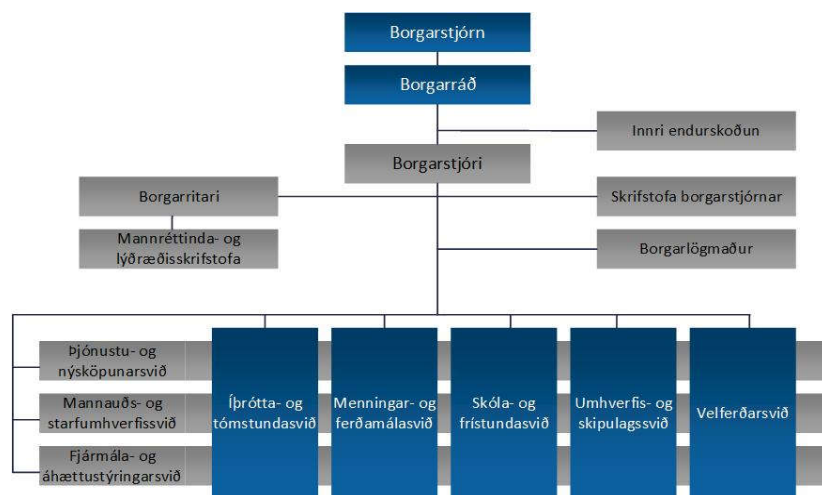 Borgarstjórn
Borgarráð
Innri endurskoðun
Borgarstjóri
Borgarritari
Skrifstofa borgarstjórnar
Mannréttinda- og
lýðræðisskrifstofa
Borgarlögmaður
Þjónustu- og
nýsköpunarsvið
Mannauðs- og
starfumhverfissvið
Fjármála- og
áhættustýringarsvið
Íþrótta- og
tómstundasvið
Menningar- og
ferðamálasvið
Skóla- og
frístundasvið
Umhverfis- og
skipulagssvið
Velferðarsvið